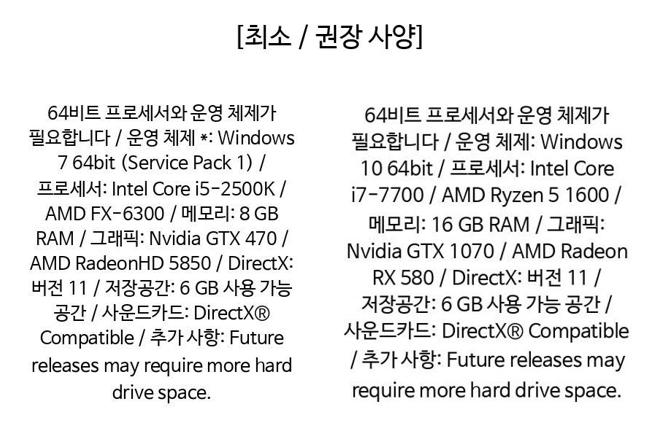 [최소 / 권장 사양]
64비트 프로세서와 운영 체제가
필요합니다 / 운영 체제 *: Windows
7 64bit (Service Pack 1) /
프로세서: Intel Core i5-2500K /
AMD FX-6300 / 메모리: 8 GB
RAM / 그래픽: Nvidia GTX 470 /
AMD RadeonHD 5850 / DirectX:
버전 11 / 저장공간: 6 GB 사용 가능
공간 / 사운드카드: DirectX®
Compatible / 추가 사항: Future
releases may require more hard
drive space.
64비트 프로세서와 운영 체제가
필요합니다 / 운영 체제: Windows
10 64bit / 프로세서: Intel Core
i7-7700 / AMD Ryzen 5 1600 /
메모리: 16 GB RAM / 그래픽:
Nvidia GTX 1070 / AMD Radeon
RX 580 / DirectX: 버전 11 /
저장공간: 6 GB 사용 가능 공간 /
사운드카드: DirectX® Compatible
/ 추가 사항: Future releases may
require more hard drive space.